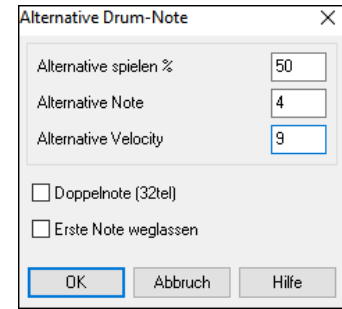 Alternative Drum-Note
Alternative spielen % 50
Alternative Note 4
Alternative Velocity 9
Doppelnote (32tel)
Erste Note weglassen
OK Abbruch Hilfe